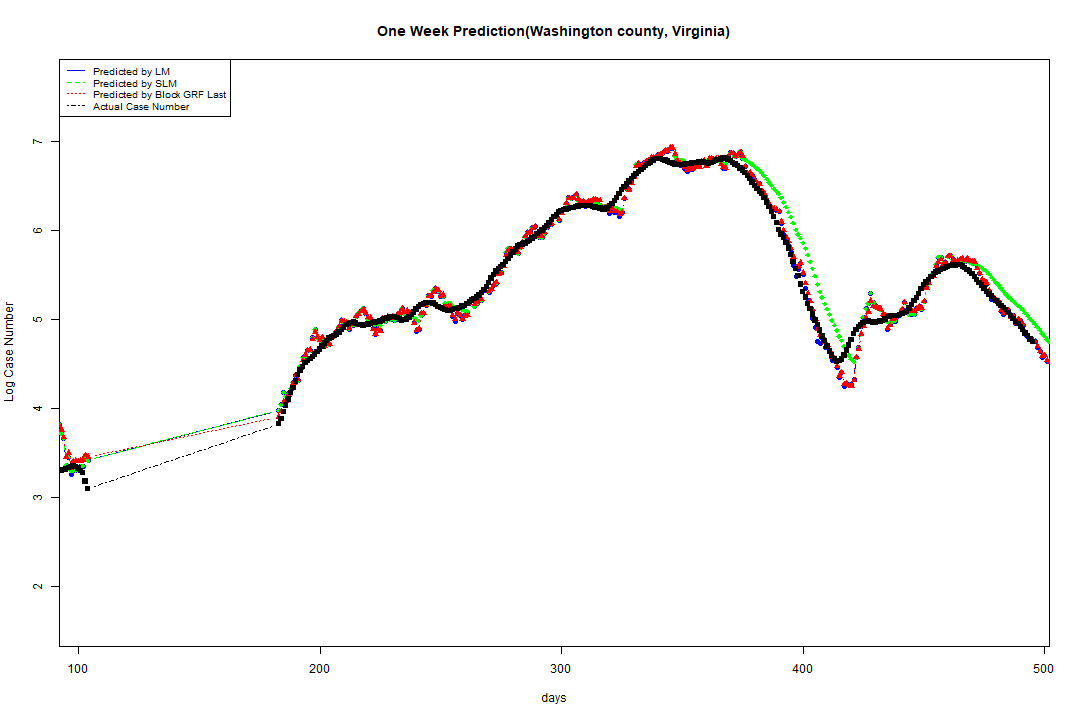 One Week Prediction(Washington county, Virginia)
Predicted by LM
Predicted by SLM
Predicted by Block GRF Last
Actual Case Number
7
6
5
4
3
2
Log Case Number
100 200 300 400 500
days